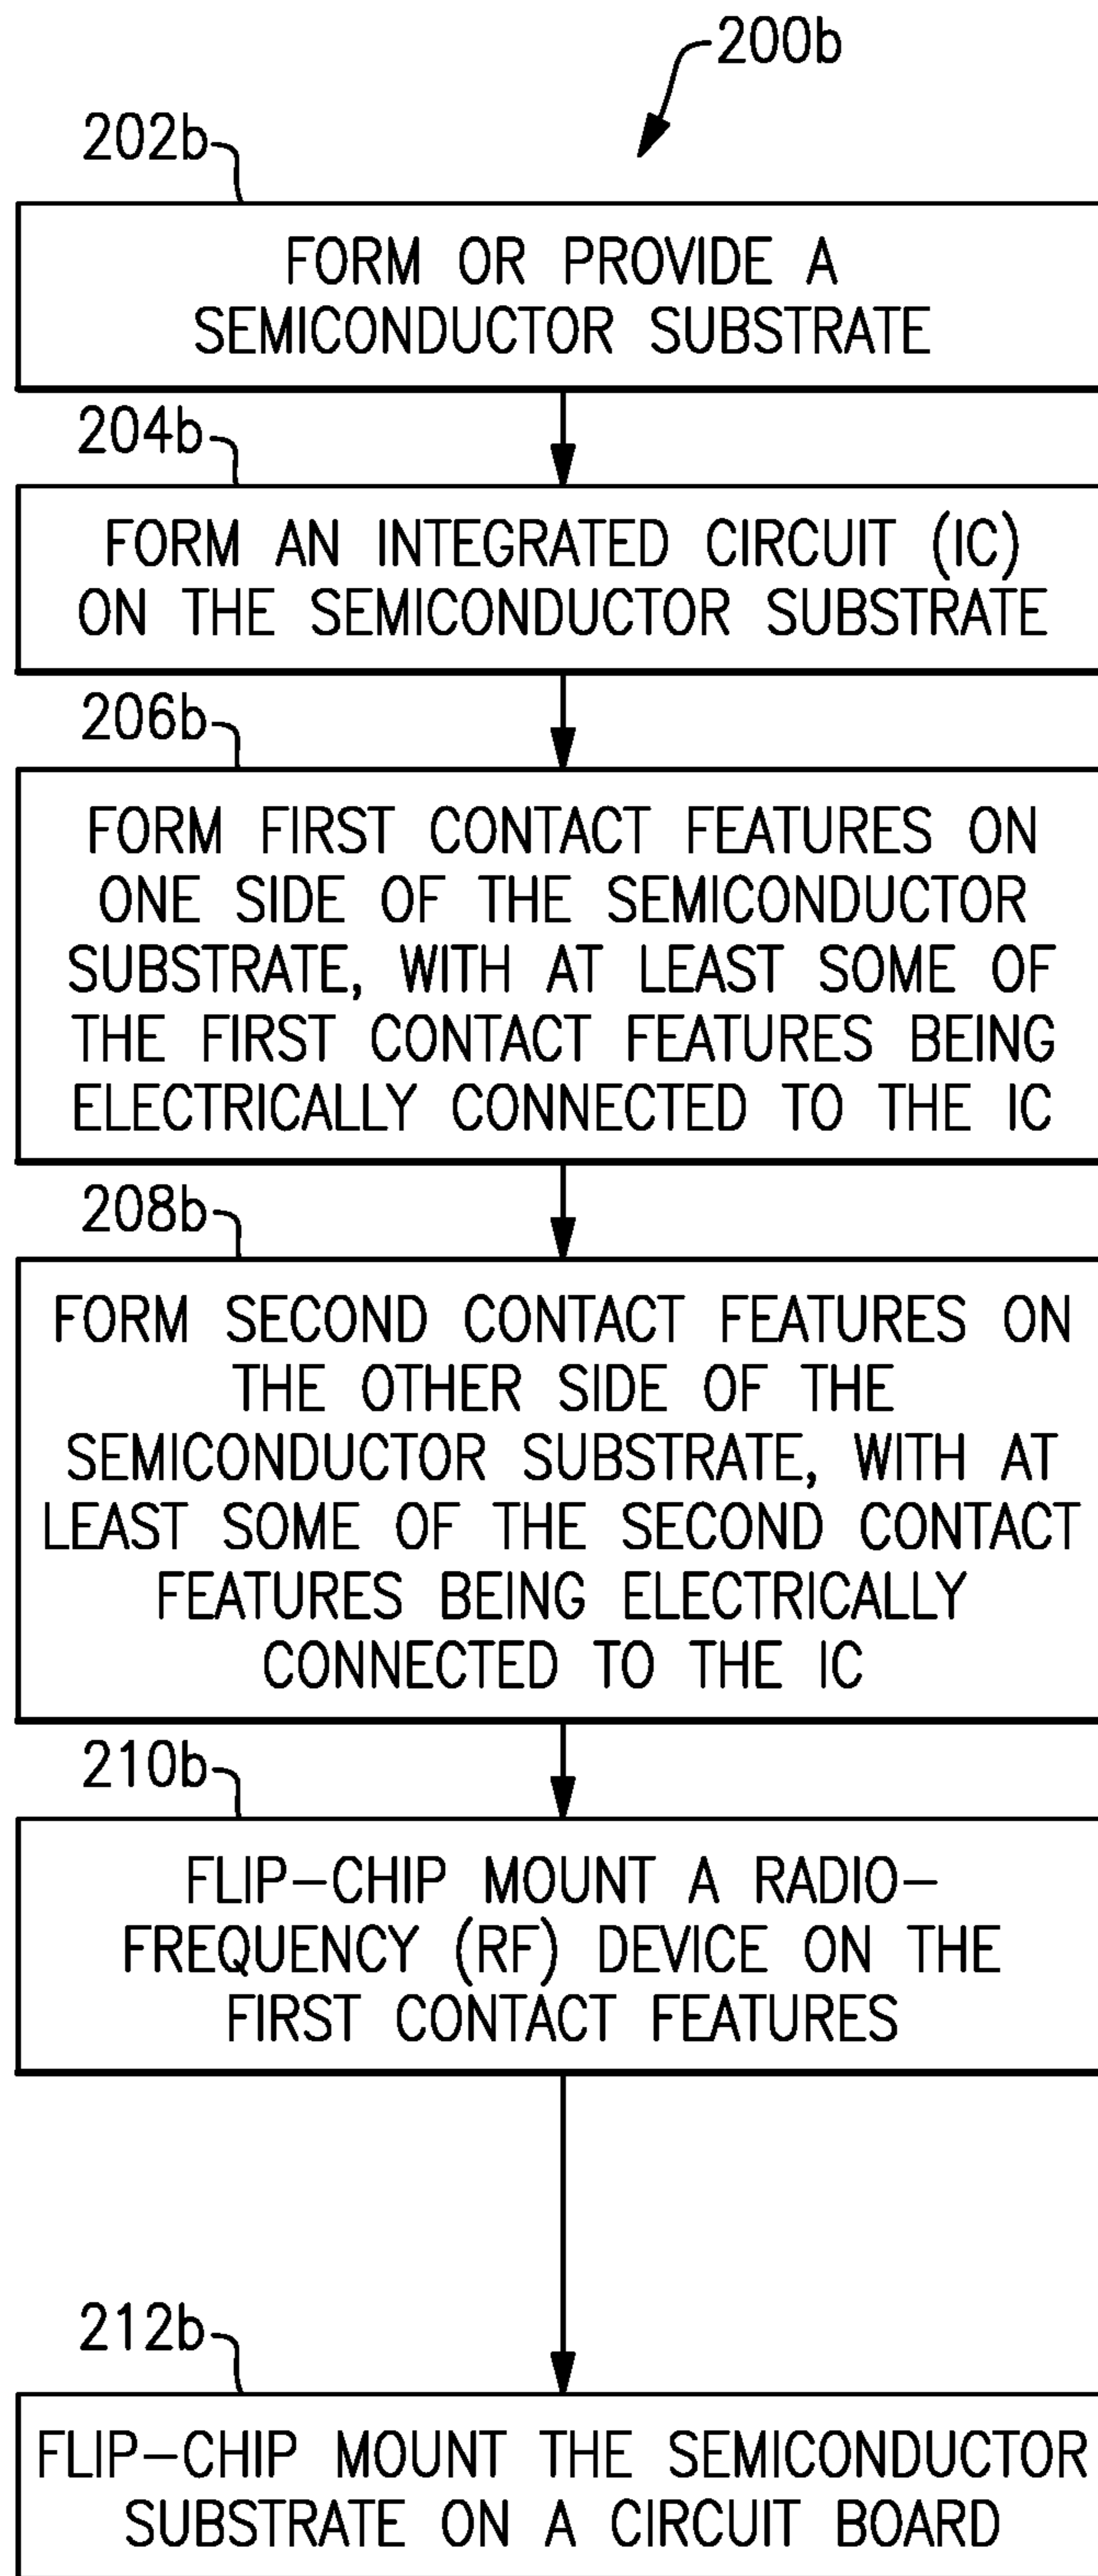 200b
202b
FORM OR PROVIDE A
SEMICONDUCTOR SUBSTRATE
204b
FORM AN INTEGRATED CIRCUIT (IC)
ON THE SEMICONDUCTOR SUBSTRATE
206b
FORM FIRST CONTACT FEATURES ON
ONE SIDE OF THE SEMICONDUCTOR
SUBSTRATE, WITH AT LEAST SOME OF
THE FIRST CONTACT FEATURES BEING
ELECTRICALLY CONNECTED TO THE IC
208b
FORM SECOND CONTACT FEATURES ON
THE OTHER SIDE OF THE
SEMICONDUCTOR SUBSTRATE, WITH AT
LEAST SOME OF THE SECOND CONTACT
FEATURES BEING ELECTRICALLY
CONNECTED TO THE IC
210b
FLIP-CHIP MOUNT A RADIO-
FREQUENCY (RF) DEVICE ON THE
FIRST CONTACT FEATURES
212b
FLIP-CHIP MOUNT THE SEMICONDUCTOR
SUBSTRATE ON A CIRCUIT BOARD